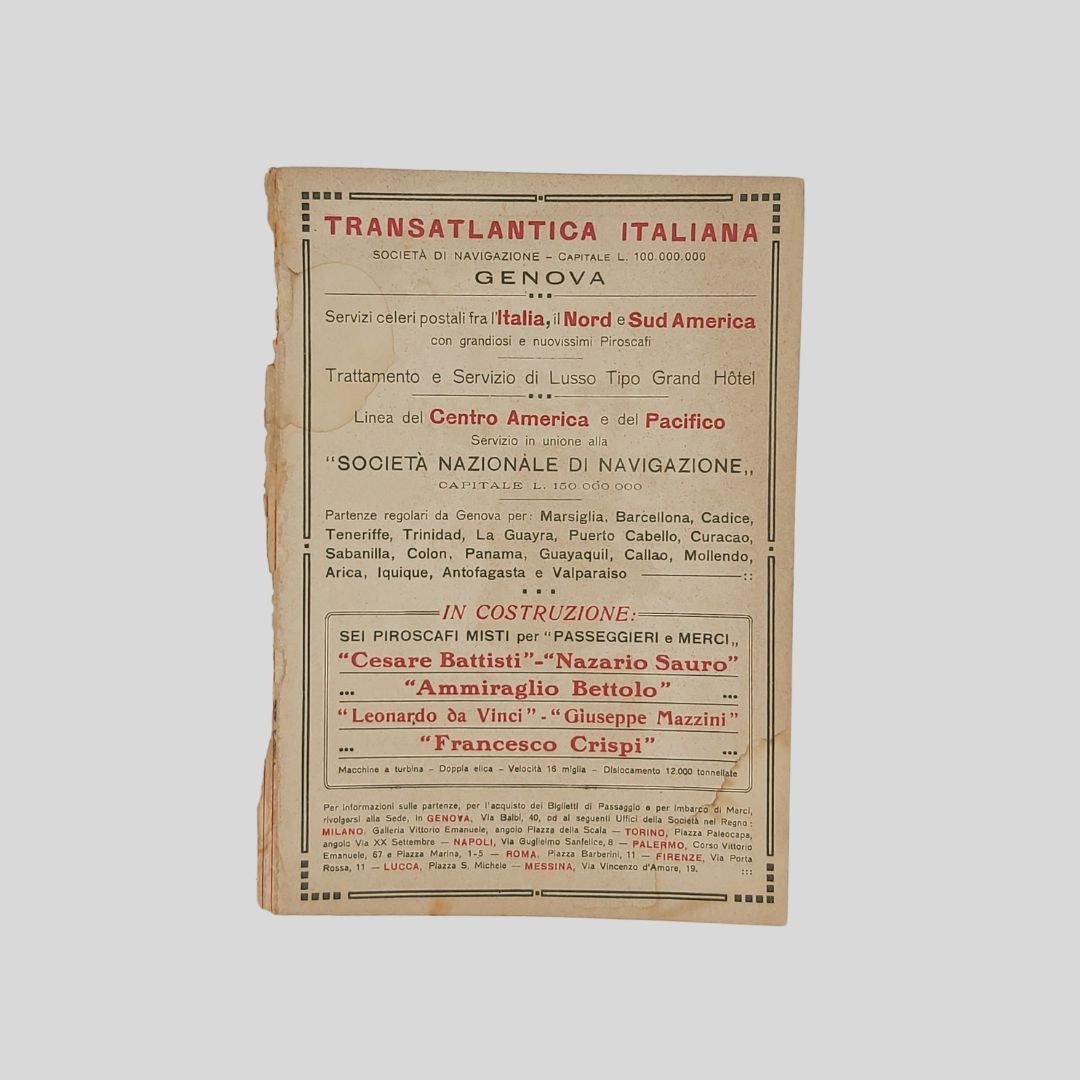 TRANSATLANTICA ITALIANA
SOCIETÀ DI NAVIGAZIONE – CAPITALE L. 100.000.000
GENOVA
Servizi celeri postali fra l'Italia, il Nord e Sud America
con grandiosi e nuovissimi Piroscafi
Trattamento e Servizio di Lusso Tipo Grand Hôtel
Linea del Centro America e del Pacifico
Servizio in unione alla
“SOCIETÀ NAZIONALE DI NAVIGAZIONE„
CAPITALE L. 150.000.000
Partenze regolari da Genova per: Marsiglia, Barcellona, Cadice,
Teneriffe, Trinidad, La Guayra, Puerto Cabello, Curacao,
Sabanilla, Colon, Panama, Guayaquil, Callao, Mollendo,
Arica, Iquique, Antofagasta e Valparaiso
IN COSTRUZIONE:
SEI PIROSCAFI MISTI per “PASSEGGIERI e MERCI„
“Cesare Battisti”-“Nazario Sauro”
... “Ammiraglio Bettolo” ...
“Leonardo da Vinci” - “Giuseppe Mazzini”
... “Francesco Crispi” ...
Macchine a turbina – Doppia elica – Velocità 16 miglia – Dislocamento 12.000 tonnellate
Per informazioni sulle partenze, per l'acquisto dei Biglietti di Passaggio e per imbarco di Merci,
rivolgersi alla Sede, in GENOVA, Via Balbi, 40, od ai seguenti Uffici della Società nel Regno:
MILANO, Galleria Vittorio Emanuele, angolo Piazza della Scala — TORINO, Piazza Paleocapa,
angolo Via XX Settembre — NAPOLI, Via Guglielmo Sanfelice, 8 — PALERMO, Corso Vittorio
Emanuele, 67 e Piazza Marina, 1-5 — ROMA, Piazza Barberini, 11 — FIRENZE, Via Porta
Rossa, 11 — LUCCA, Piazza S. Michele — MESSINA, Via Vincenzo d'Amore, 19.